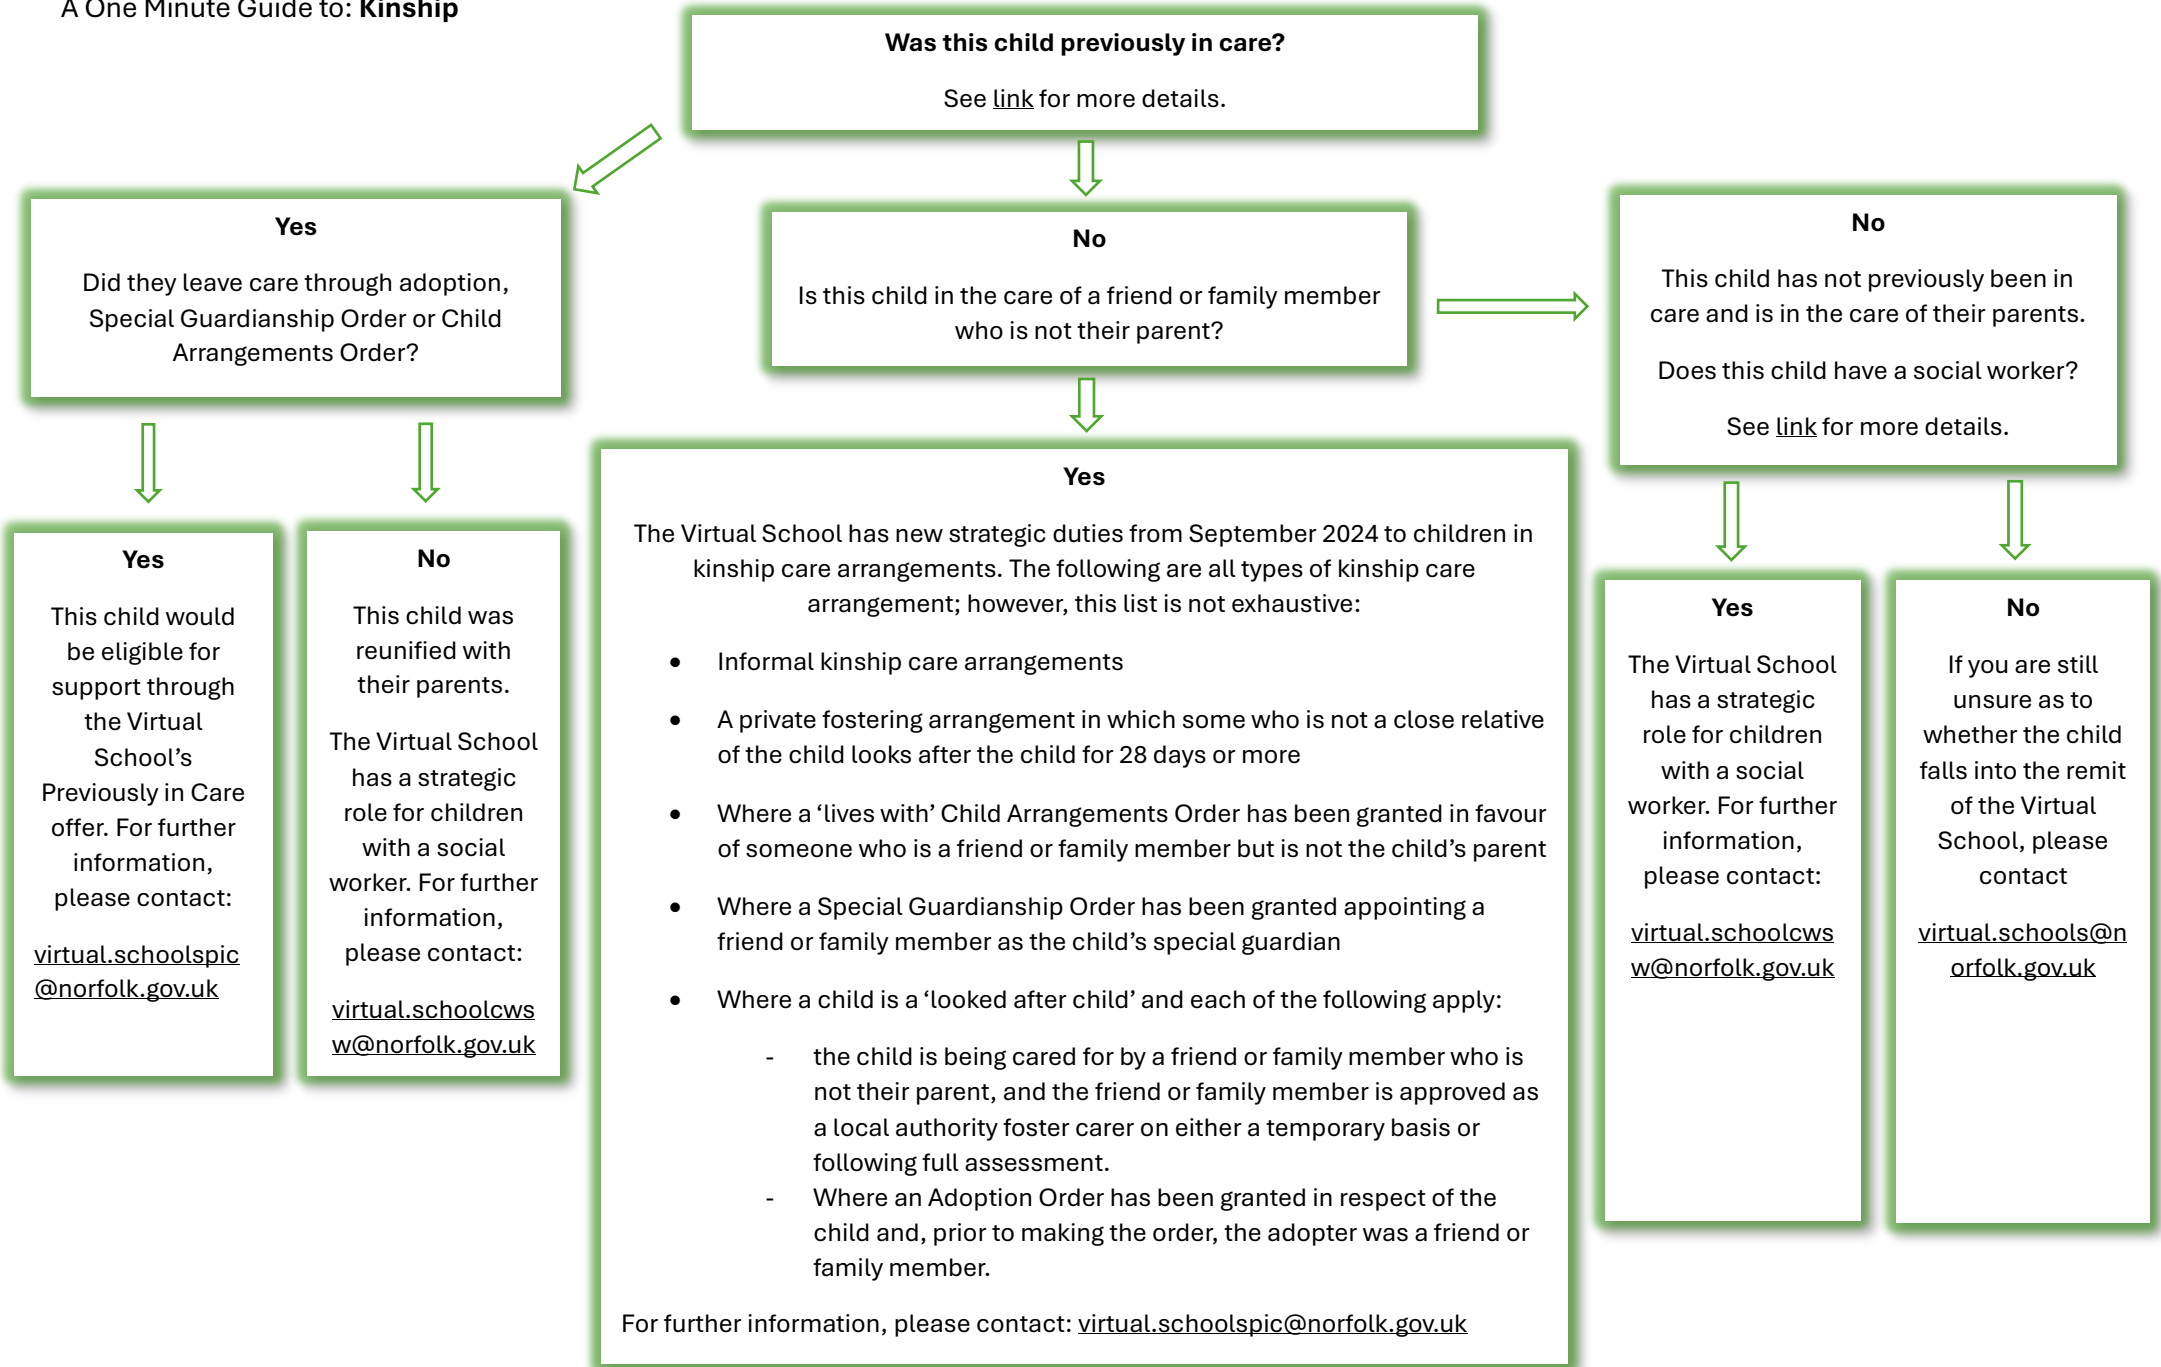 A One Minute Guide to: Kinship
Was this child previously in care?
See link for more details.
Yes
Did they leave care through adoption,
Special Guardianship Order or Child
Arrangements Order?
No
Is this child in the care of a friend or family member
who is not their parent?
No
This child has not previously been in
care and is in the care of their parents.
Does this child have a social worker?
See link for more details.
Yes
This child would
be eligible for
support through
the Virtual
School’s
Previously in Care
offer. For further
information,
please contact:
virtual.schoolspic
@norfolk.gov.uk
No
This child was
reunified with
their parents.
The Virtual School
has a strategic
role for children
with a social
worker. For further
information,
please contact:
virtual.schoolcws
w@norfolk.gov.uk
Yes
The Virtual School has new strategic duties from September 2024 to children in
kinship care arrangements. The following are all types of kinship care
arrangement; however, this list is not exhaustive:
• Informal kinship care arrangements
• A private fostering arrangement in which some who is not a close relative
of the child looks after the child for 28 days or more
• Where a ‘lives with’ Child Arrangements Order has been granted in favour
of someone who is a friend or family member but is not the child’s parent
• Where a Special Guardianship Order has been granted appointing a
friend or family member as the child’s special guardian
• Where a child is a ‘looked after child’ and each of the following apply:
- the child is being cared for by a friend or family member who is
not their parent, and the friend or family member is approved as
a local authority foster carer on either a temporary basis or
following full assessment.
- Where an Adoption Order has been granted in respect of the
child and, prior to making the order, the adopter was a friend or
family member.
For further information, please contact: virtual.schoolspic@norfolk.gov.uk
Yes
The Virtual School
has a strategic
role for children
with a social
worker. For further
information,
please contact:
virtual.schoolcws
w@norfolk.gov.uk
No
If you are still
unsure as to
whether the child
falls into the remit
of the Virtual
School, please
contact
virtual.schools@n
orfolk.gov.uk